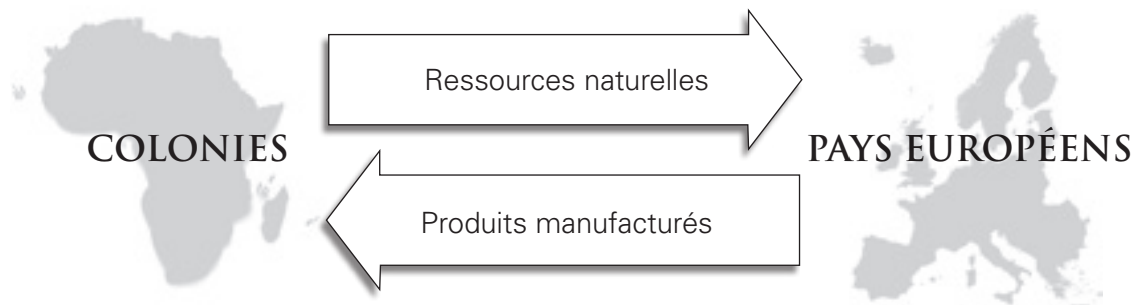 Ressources naturelles
COLONIES
PAYS EUROPÉENS
Produits manufacturés